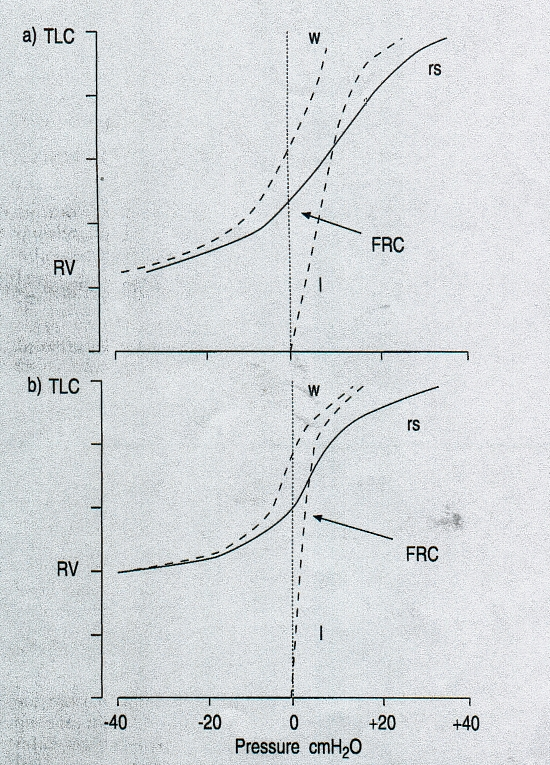 a) TLC
w
rs
FRC
RV
l
b) TLC
w
rs
FRC
RV
l
-40 -20 0 +20 +40
Pressure cmH₂O